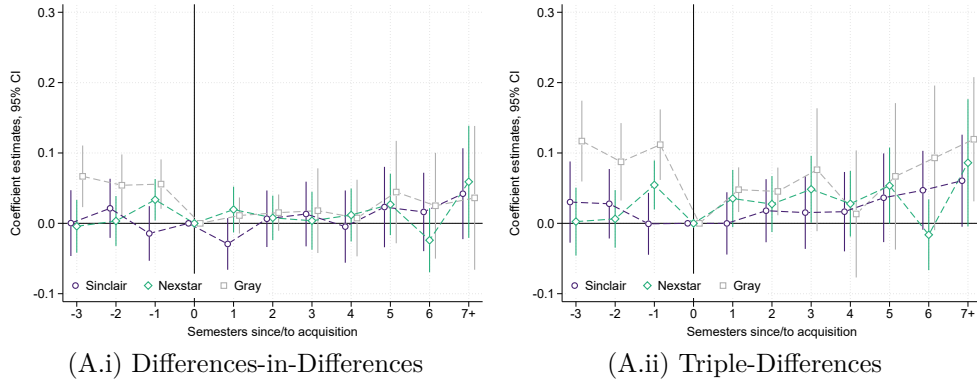 Coefficient estimates, 95% CI
0.3
0.2
0.1
0.0
-0.1
Sinclair Nexstar Gray
-3 -2 -1 0 1 2 3 4 5 6 7+
Semesters since/to acquisition
(A.i) Differences-in-Differences
Coefficient estimates, 95% CI
0.3
0.2
0.1
0.0
-0.1
Sinclair Nexstar Gray
-3 -2 -1 0 1 2 3 4 5 6 7+
Semesters since/to acquisition
(A.ii) Triple-Differences